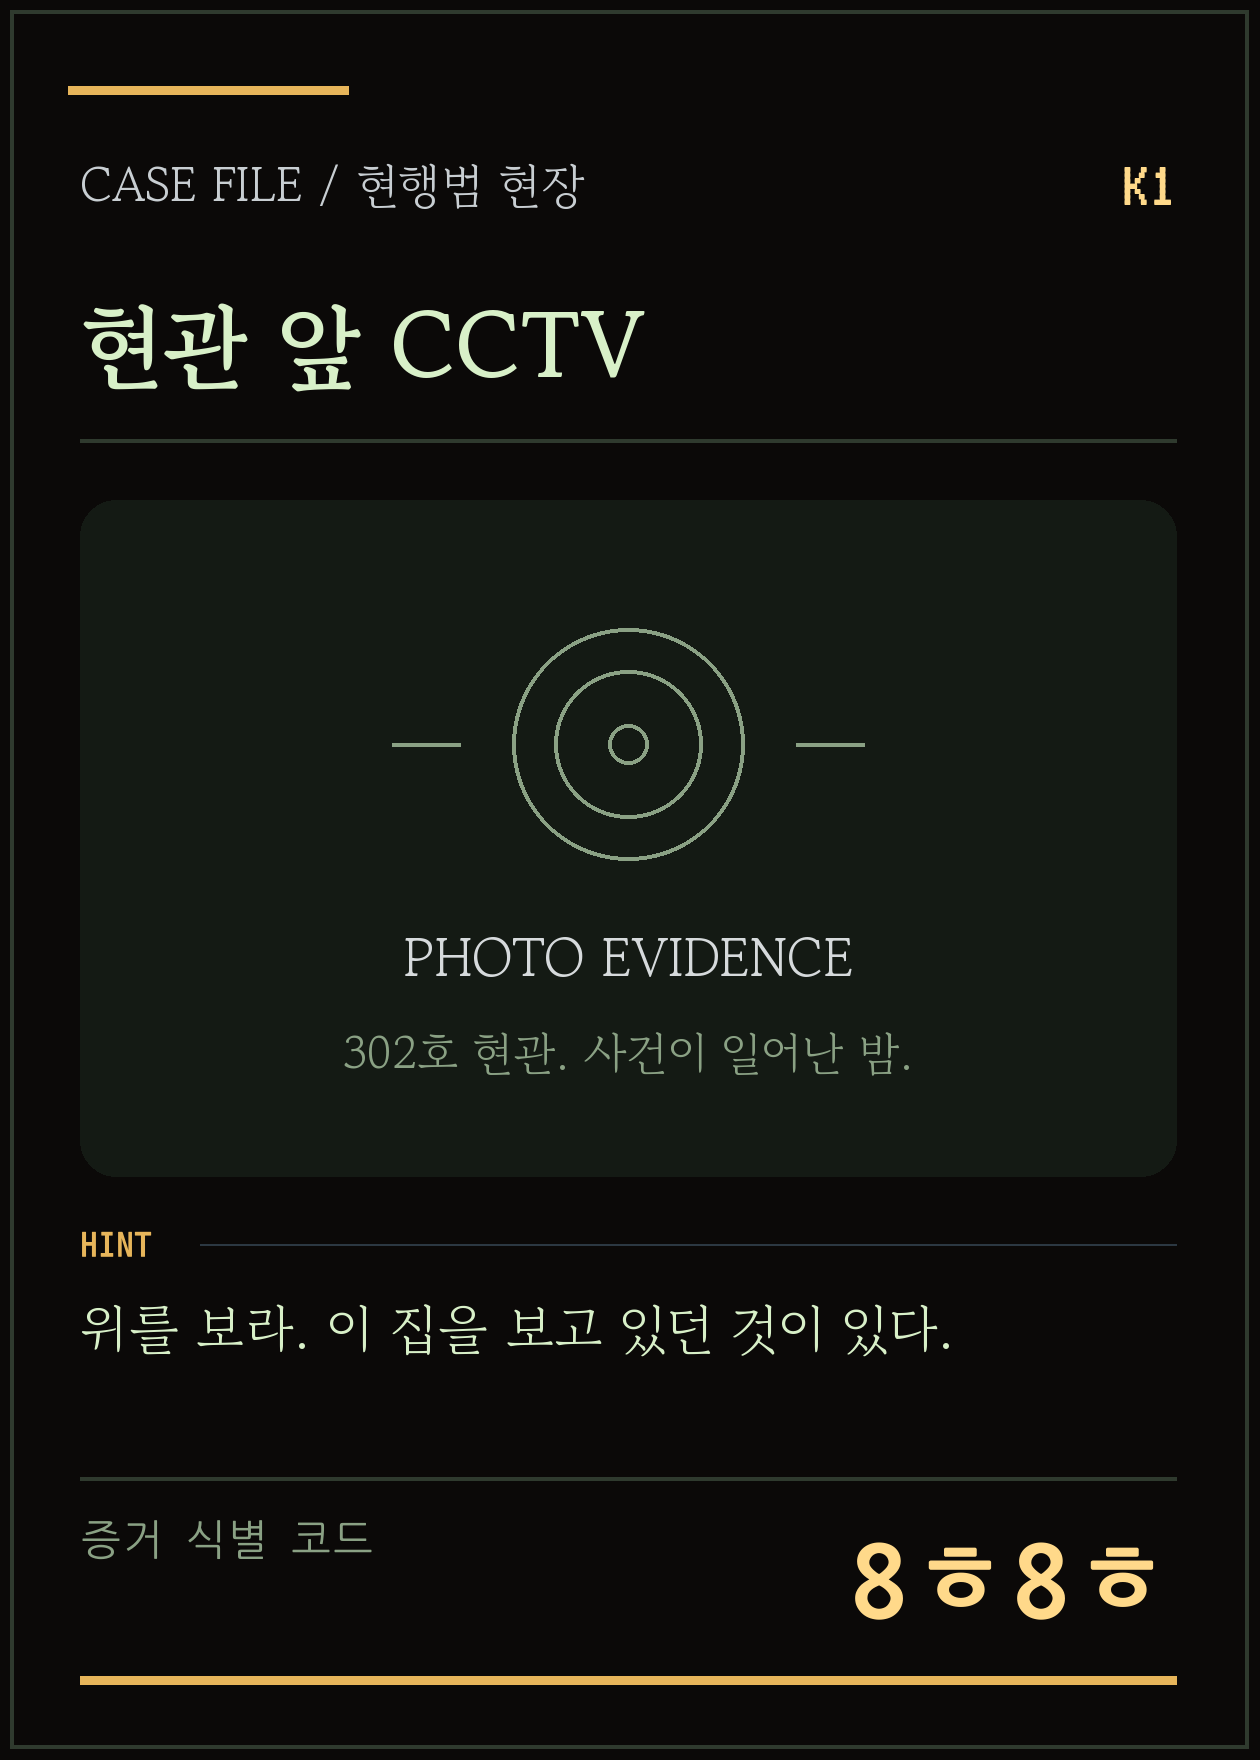 CASE FILE / 현행범 현장
K1
현관 앞 CCTV
PHOTO EVIDENCE
302호 현관. 사건이 일어난 밤.
HINT
위를 보라. 이 집을 보고 있던 것이 있다.
증거 식별 코드
8ㅎ8ㅎ